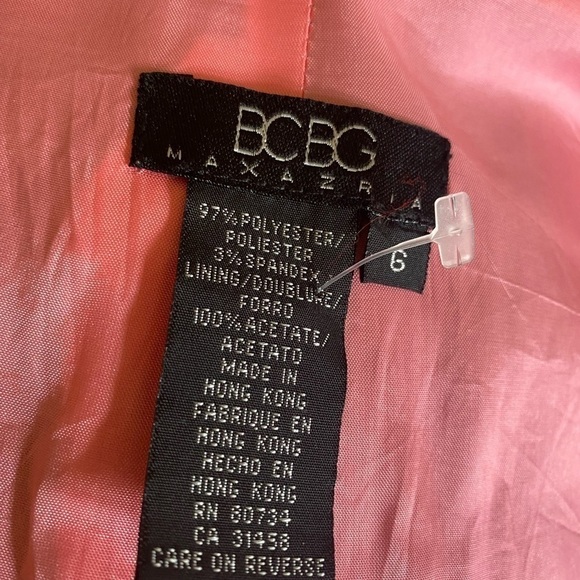 BCBG
MAXAZRIA
6
97% POLYESTER/
POLIESTER
3% SPANDEX
LINING/DOUBLURE/
FORRO
100% ACETATE/
ACETATO
MADE IN
HONG KONG
FABRIQUE EN
HONG KONG
HECHO EN
HONG KONG
RN 80734
CA 31458
CARE ON REVERSE